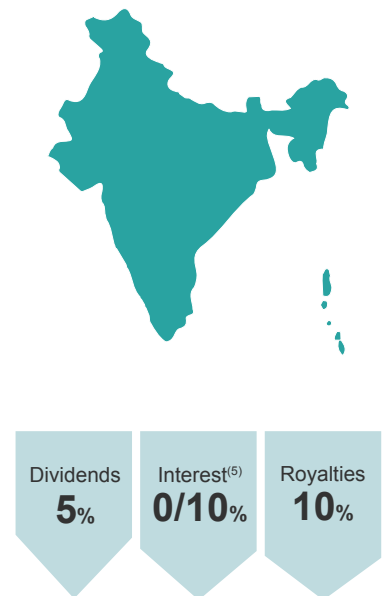 Dividends
5%
Interest(5)
0/10%
Royalties
10%